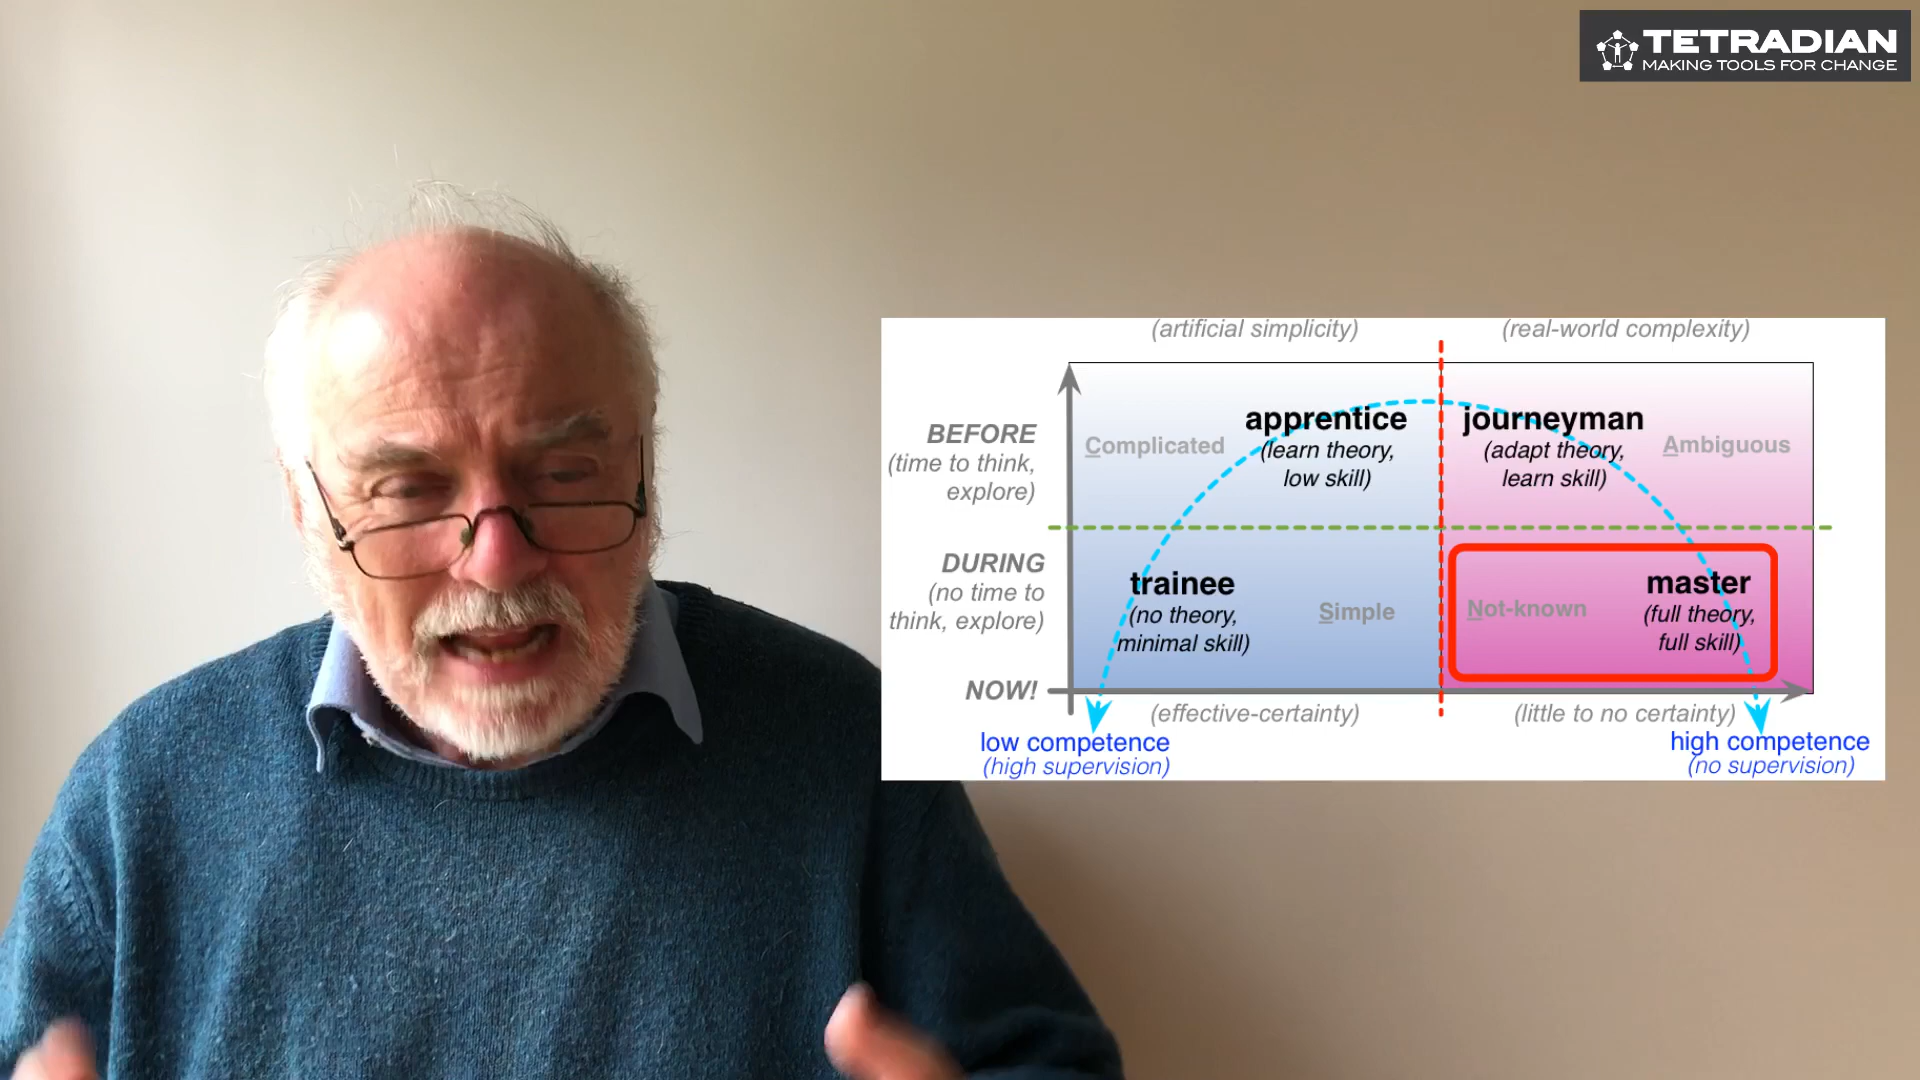 TETRADIAN
MAKING TOOLS FOR CHANGE
(artificial simplicity)
(real-world complexity)
BEFORE
(time to think,
explore)
Complicated
apprentice
(learn theory,
low skill)
journeyman
(adapt theory,
learn skill)
Ambiguous
DURING
(no time to
think, explore)
trainee
(no theory,
minimal skill)
Simple
Not-known
master
(full theory,
full skill)
NOW!
(effective-certainty)
(little to no certainty)
low competence
(high supervision)
high competence
(no supervision)